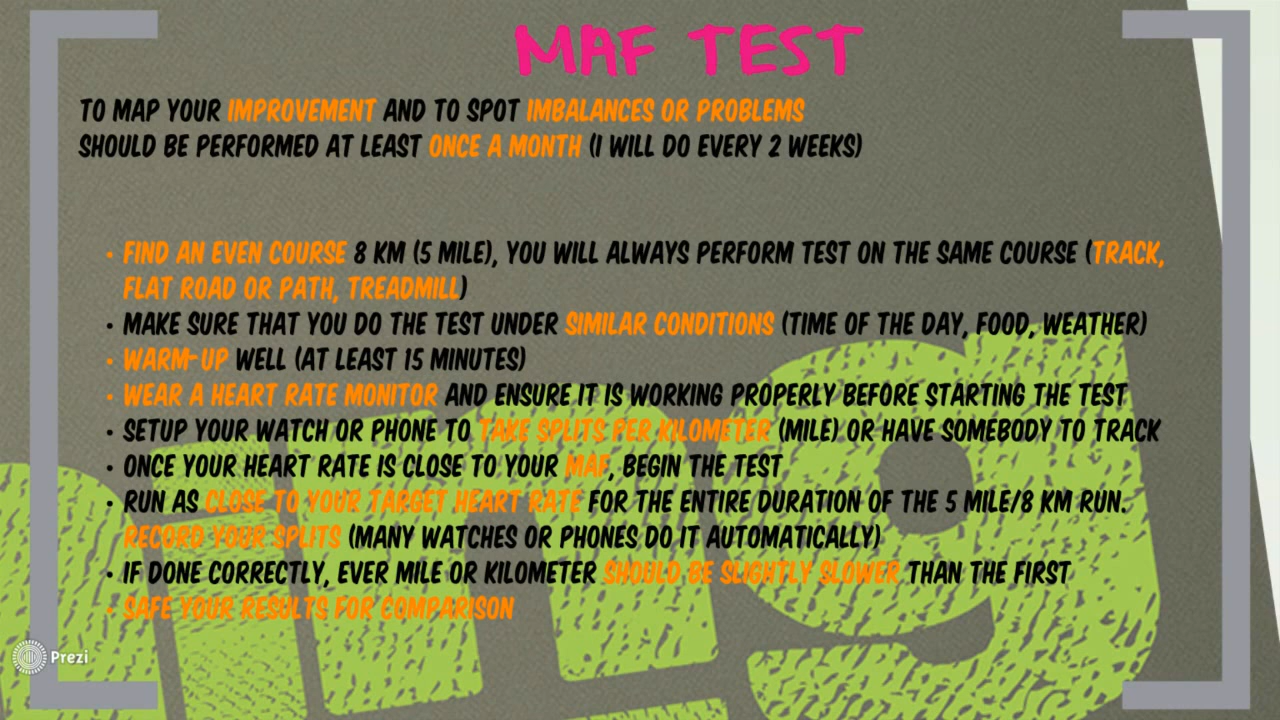 MAF TEST
TO MAP YOUR IMPROVEMENT AND TO SPOT IMBALANCES OR PROBLEMS
SHOULD BE PERFORMED AT LEAST ONCE A MONTH (I WILL DO EVERY 2 WEEKS)
• FIND AN EVEN COURSE 8 KM (5 MILE), YOU WILL ALWAYS PERFORM TEST ON THE SAME COURSE (TRACK,
FLAT ROAD OR PATH, TREADMILL)
• MAKE SURE THAT YOU DO THE TEST UNDER SIMILAR CONDITIONS (TIME OF THE DAY, FOOD, WEATHER)
• WARM-UP WELL (AT LEAST 15 MINUTES)
• WEAR A HEART RATE MONITOR AND ENSURE IT IS WORKING PROPERLY BEFORE STARTING THE TEST
• SETUP YOUR WATCH OR PHONE TO TAKE SPLITS PER KILOMETER (MILE) OR HAVE SOMEBODY TO TRACK
• ONCE YOUR HEART RATE IS CLOSE TO YOUR MAF, BEGIN THE TEST
• RUN AS CLOSE TO YOUR TARGET HEART RATE FOR THE ENTIRE DURATION OF THE 5 MILE/8 KM RUN.
RECORD YOUR SPLITS (MANY WATCHES OR PHONES DO IT AUTOMATICALLY)
• IF DONE CORRECTLY, EVER MILE OR KILOMETER SHOULD BE SLIGHTLY SLOWER THAN THE FIRST
• SAFE YOUR RESULTS FOR COMPARISON
Prezi